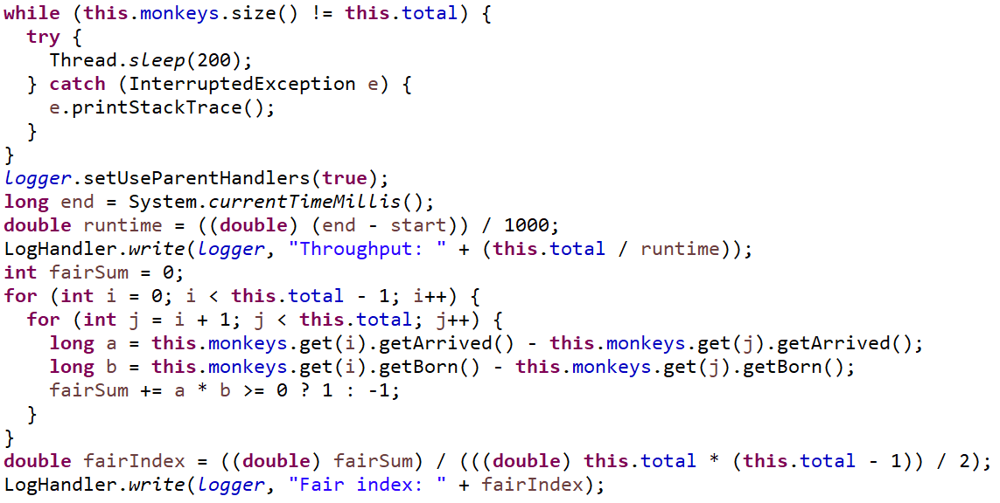 while (this.monkeys.size() != this.total) {
  try {
    Thread.sleep(200);
  } catch (InterruptedException e) {
    e.printStackTrace();
  }
}
logger.setUseParentHandlers(true);
long end = System.currentTimeMillis();
double runtime = ((double) (end - start)) / 1000;
LogHandler.write(logger, "Throughput: " + (this.total / runtime));
int fairSum = 0;
for (int i = 0; i < this.total - 1; i++) {
  for (int j = i + 1; j < this.total; j++) {
    long a = this.monkeys.get(i).getArrived() - this.monkeys.get(j).getArrived();
    long b = this.monkeys.get(i).getBorn() - this.monkeys.get(j).getBorn();
    fairSum += a * b >= 0 ? 1 : -1;
  }
}
double fairIndex = ((double) fairSum) / (((double) this.total * (this.total - 1)) / 2);
LogHandler.write(logger, "Fair index: " + fairIndex);